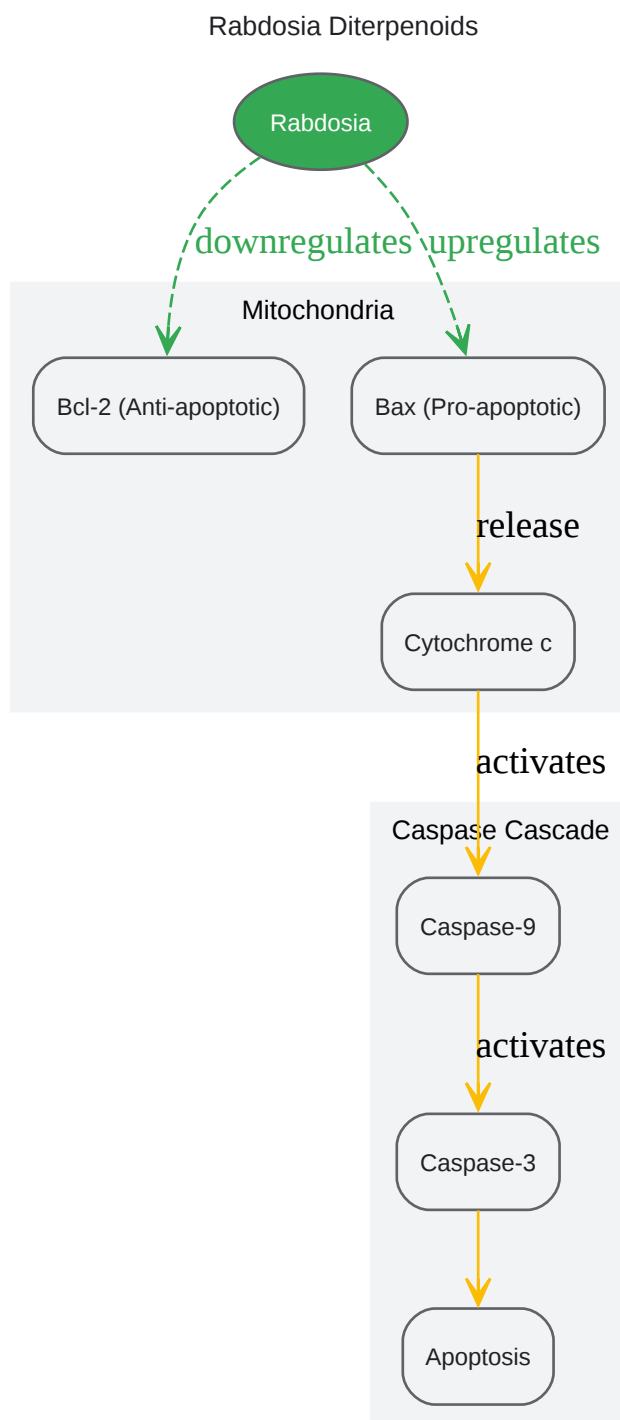 Rabdosia Diterpenoids
Rabdosia
downregulates upregulates
Mitochondria
Bcl-2 (Anti-apoptotic)
Bax (Pro-apoptotic)
release
Cytochrome c
activates
Caspase Cascade
Caspase-9
activates
Caspase-3
Apoptosis